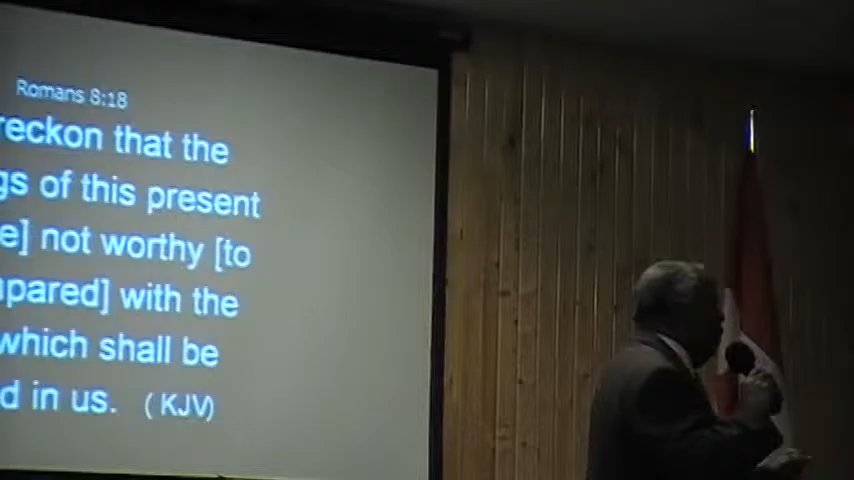 Romans 8:18
reckon that the
gs of this present
e] not worthy [to
pared] with the
which shall be
d in us. (KJV)